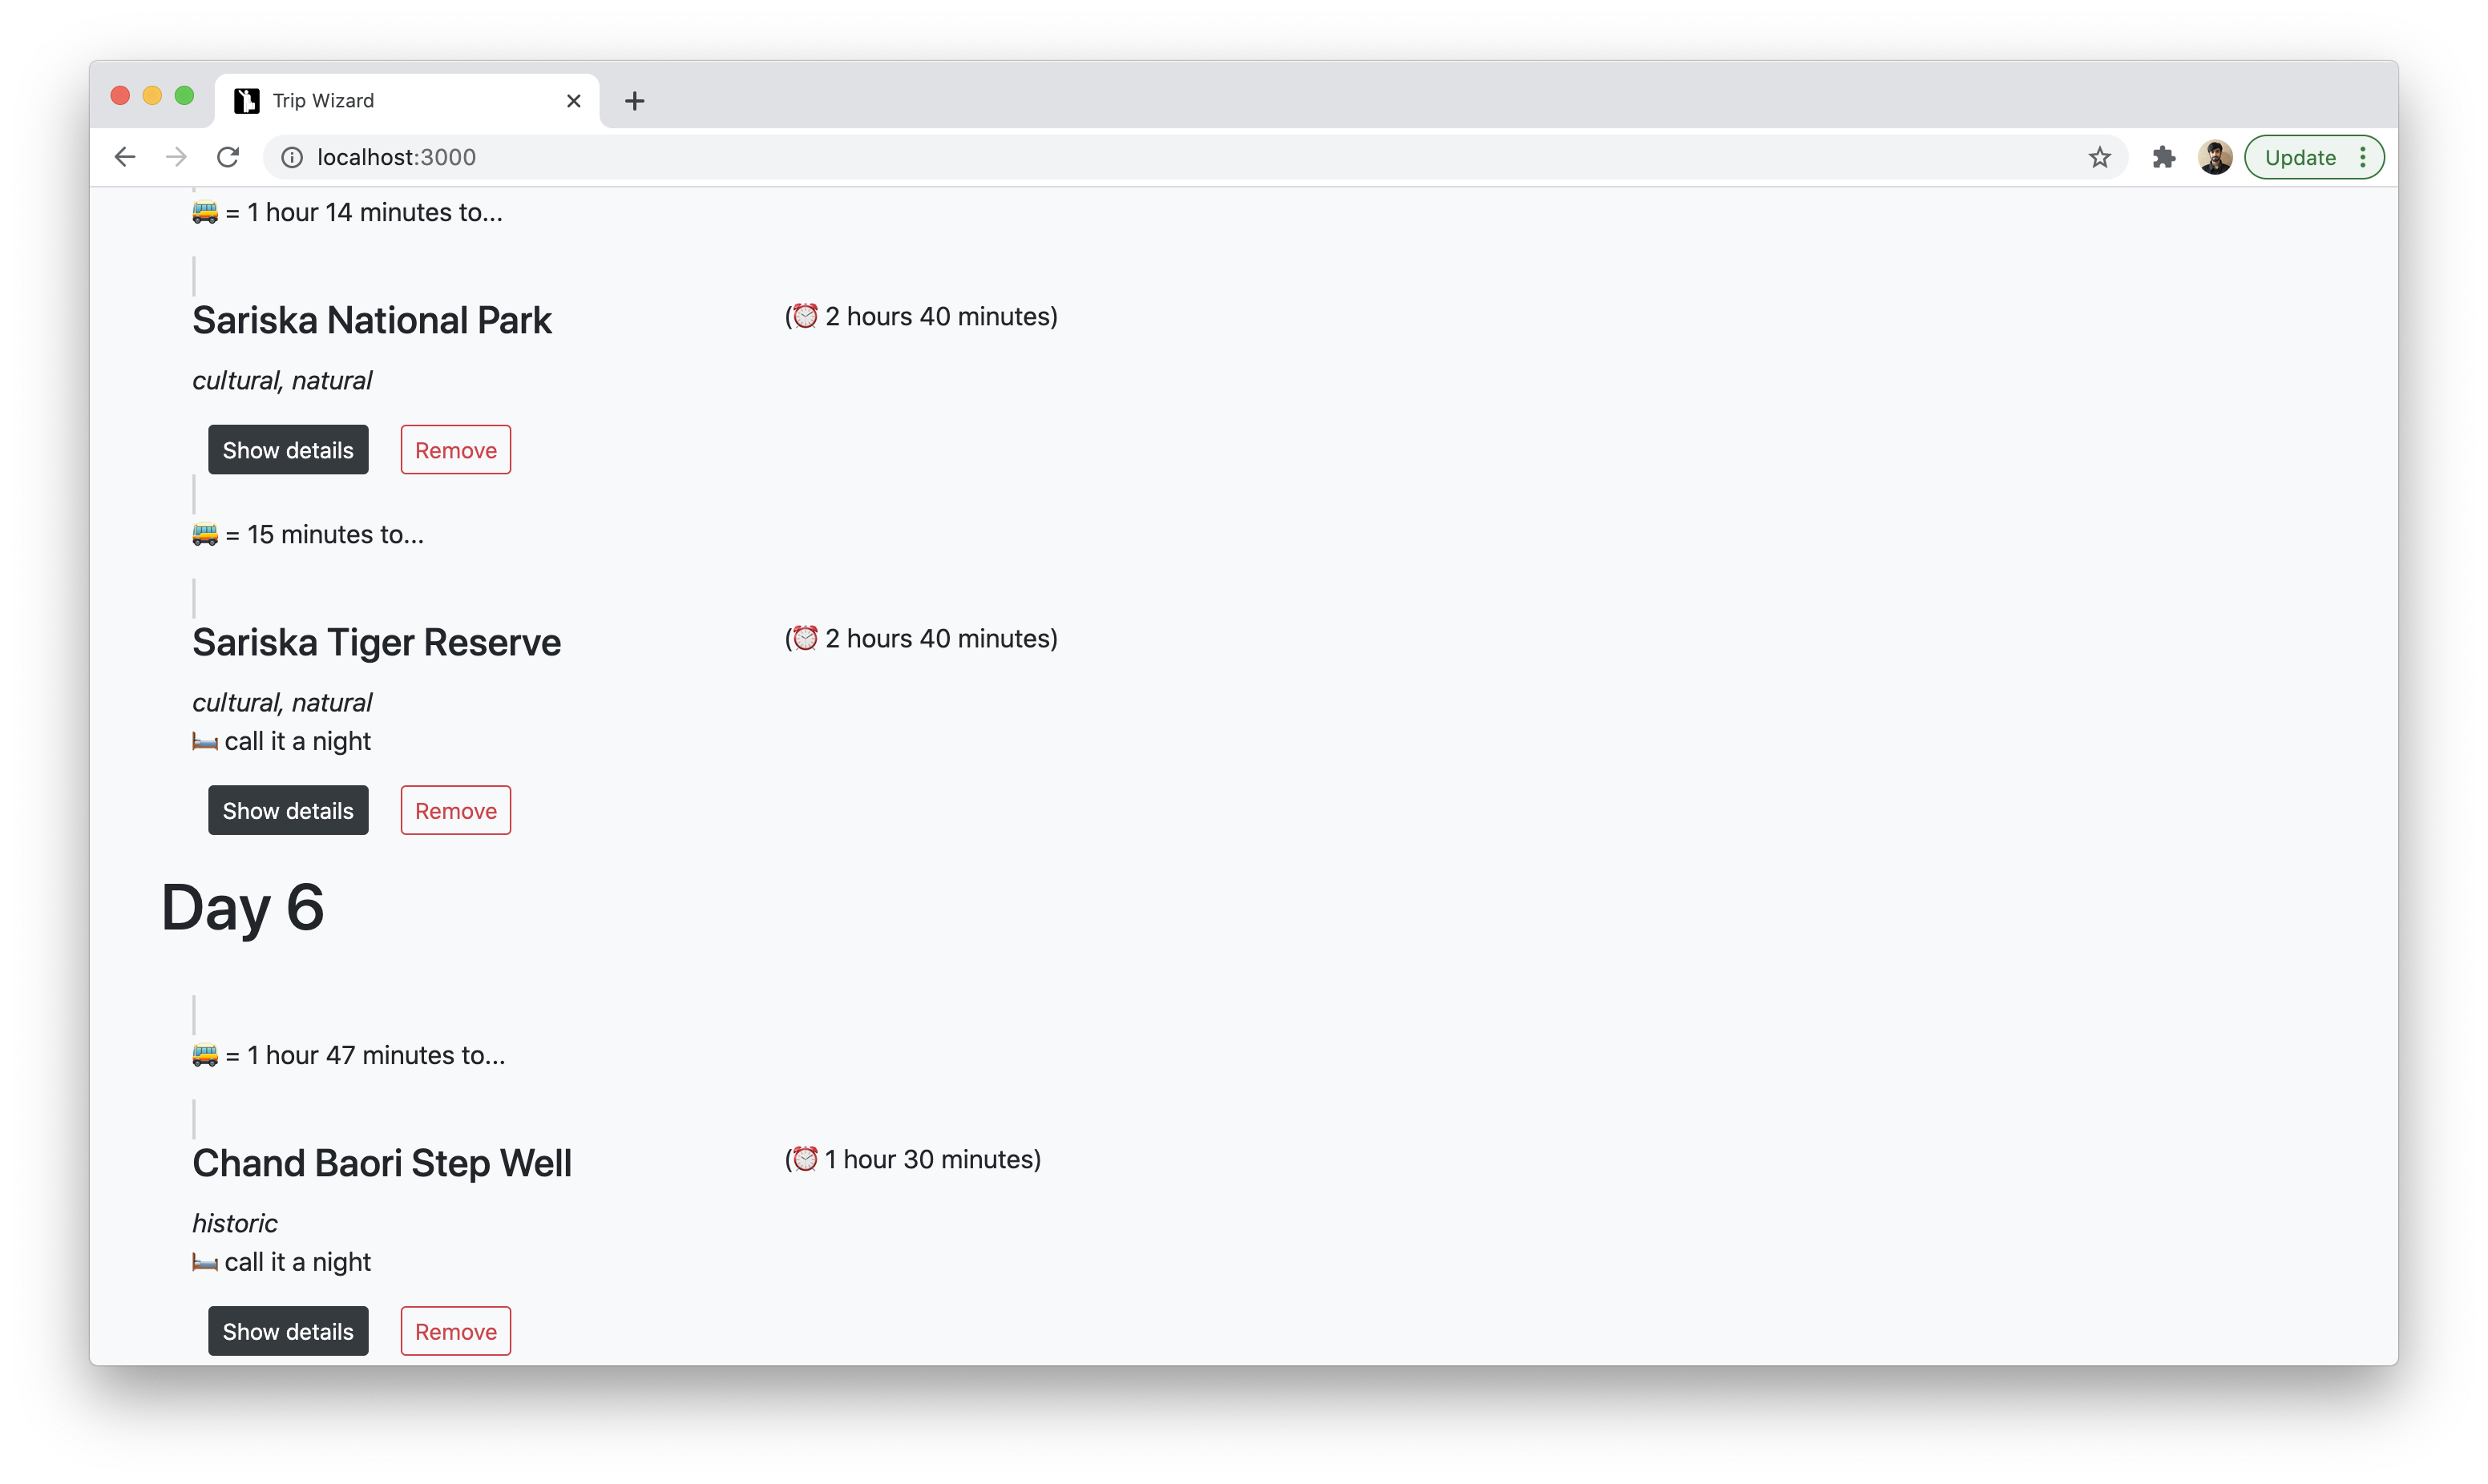 Trip Wizard
localhost:3000
Update
= 1 hour 14 minutes to...
Sariska National Park
(⏰ 2 hours 40 minutes)
cultural, natural
Show details
Remove
= 15 minutes to...
Sariska Tiger Reserve
(⏰ 2 hours 40 minutes)
cultural, natural
call it a night
Show details
Remove
Day 6
= 1 hour 47 minutes to...
Chand Baori Step Well
(⏰ 1 hour 30 minutes)
historic
call it a night
Show details
Remove